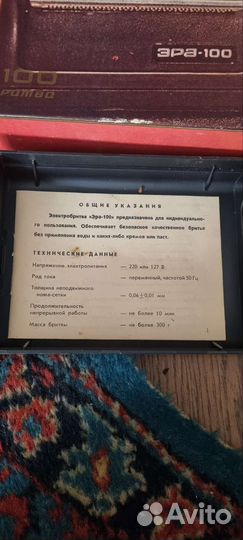 ЭРА-100
100
ОБЩИЕ УКАЗАНИЯ
Электробритва «Эра-100» предназначена для индивидуально-
го пользования. Обеспечивает безопасное качественное бритье
без применения воды и каких-либо кремов или паст.
ТЕХНИЧЕСКИЕ ДАННЫЕ
Напряжение электропитания — 220 или 127 В
Род тока — переменный, частотой 50 Гц
Толщина неподвижного
ножа-сетки — 0,06±0,01 мм
Продолжительность
непрерывной работы — не более 10 мин
Масса бритвы — не более 300 г
Avito